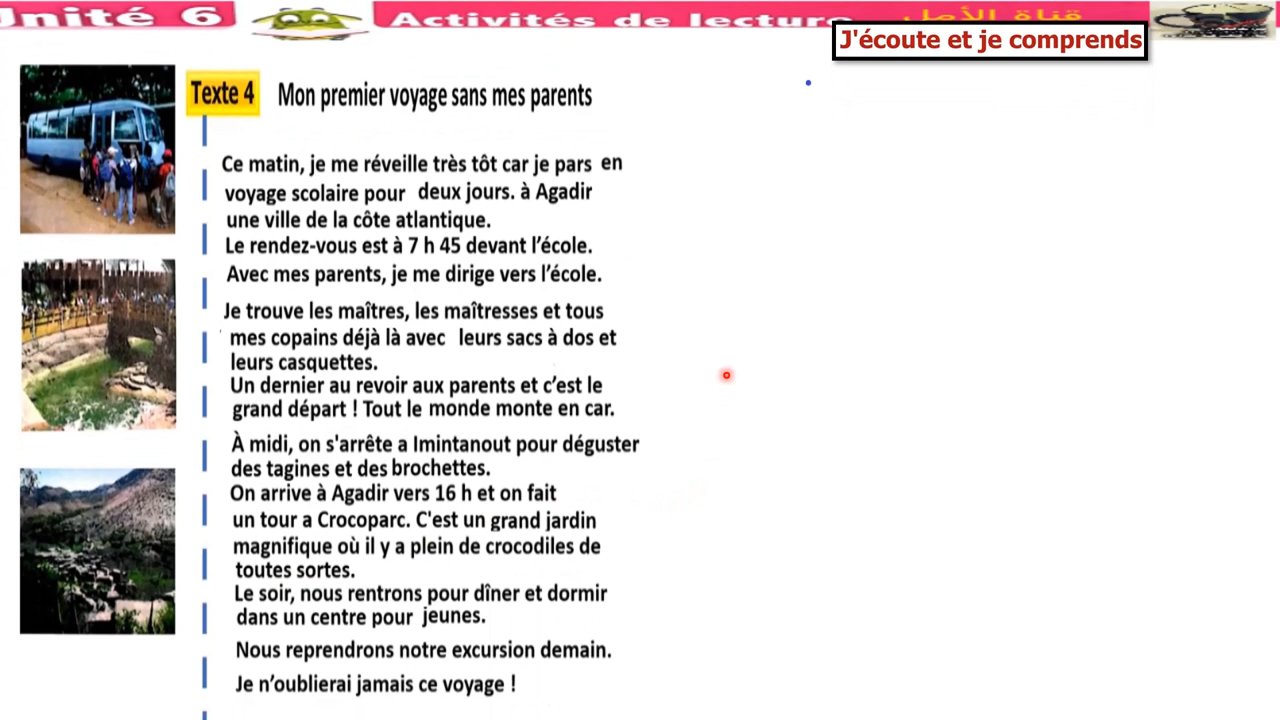 Unité 6
Activités de lecture
قناة الأمل
J'écoute et je comprends
Texte 4
Mon premier voyage sans mes parents
Ce matin, je me réveille très tôt car je pars en
voyage scolaire pour deux jours. à Agadir
une ville de la côte atlantique.
Le rendez-vous est à 7 h 45 devant l'école.
Avec mes parents, je me dirige vers l'école.
Je trouve les maîtres, les maîtresses et tous
mes copains déjà là avec leurs sacs à dos et
leurs casquettes.
Un dernier au revoir aux parents et c'est le
grand départ ! Tout le monde monte en car.
À midi, on s'arrête a Imintanout pour déguster
des tagines et des brochettes.
On arrive à Agadir vers 16 h et on fait
un tour a Crocoparc. C'est un grand jardin
magnifique où il y a plein de crocodiles de
toutes sortes.
Le soir, nous rentrons pour dîner et dormir
dans un centre pour jeunes.
Nous reprendrons notre excursion demain.
Je n'oublierai jamais ce voyage !